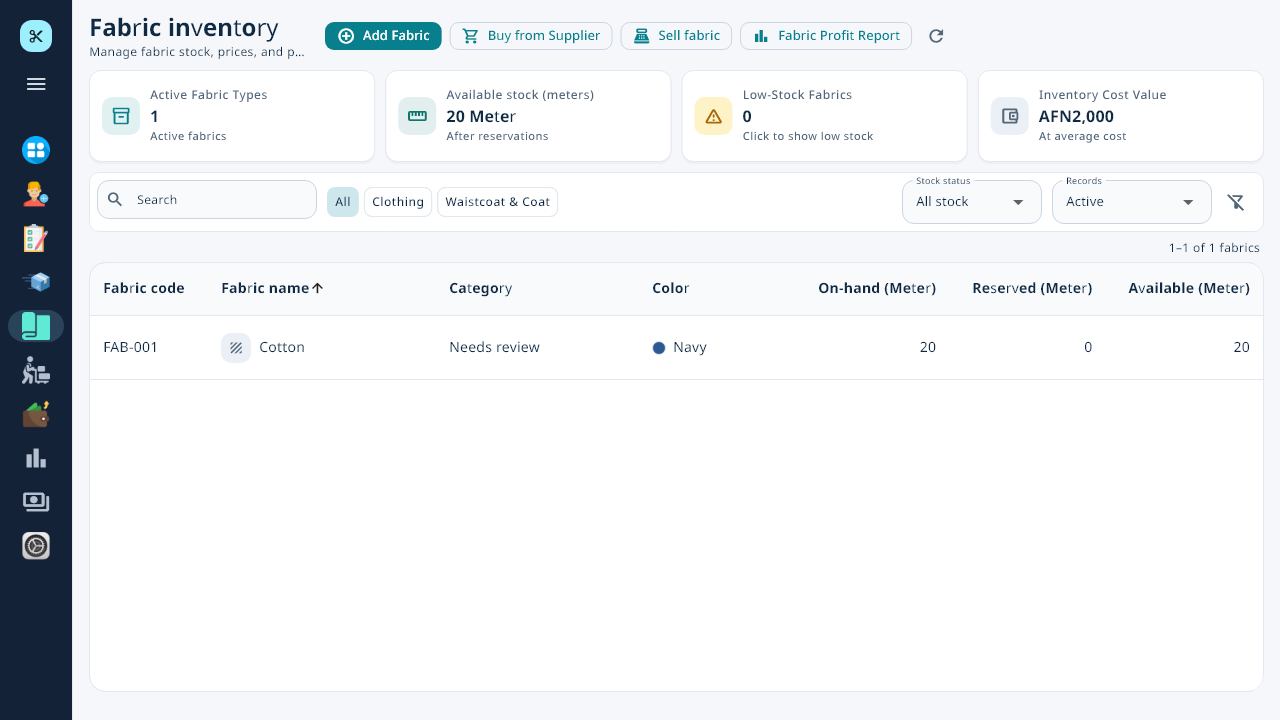 Fabric inventory
Manage fabric stock, prices, and p...
Add Fabric
Buy from Supplier
Sell fabric
Fabric Profit Report
Active Fabric Types
1
Active fabrics
Available stock (meters)
20 Meter
After reservations
Low-Stock Fabrics
0
Click to show low stock
Inventory Cost Value
AFN2,000
At average cost
Search
All
Clothing
Waistcoat & Coat
Stock status
All stock
Records
Active
1–1 of 1 fabrics
Fabric code Fabric name Category Color On-hand (Meter) Reserved (Meter) Available (Meter)
FAB-001 Cotton Needs review Navy 20 0 20